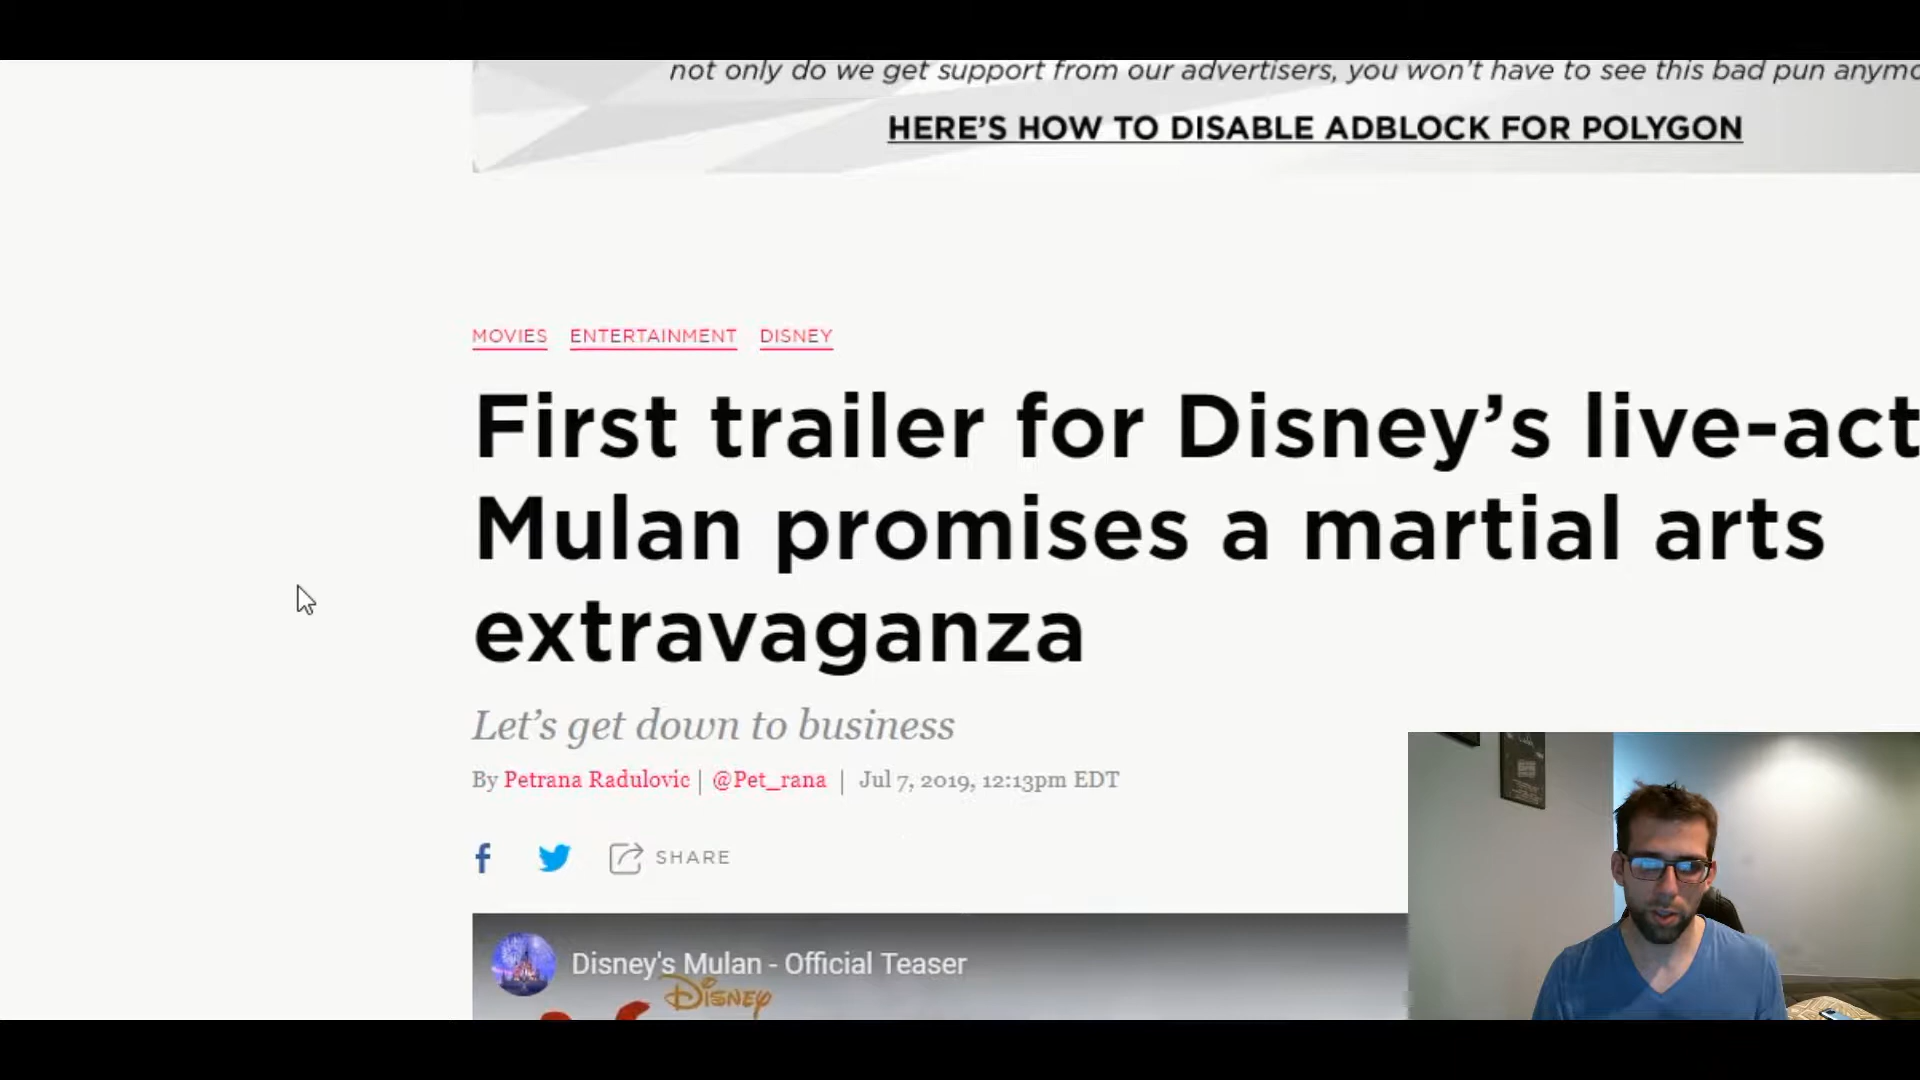 not only do we get support from our advertisers, you won't have to see this bad pun anymo
HERE'S HOW TO DISABLE ADBLOCK FOR POLYGON
MOVIES ENTERTAINMENT DISNEY
First trailer for Disney's live-act
Mulan promises a martial arts
extravaganza
Let's get down to business
By Petrana Radulovic | @Pet_rana | Jul 7, 2019, 12:13pm EDT
SHARE
Disney's Mulan - Official Teaser
DISNEY